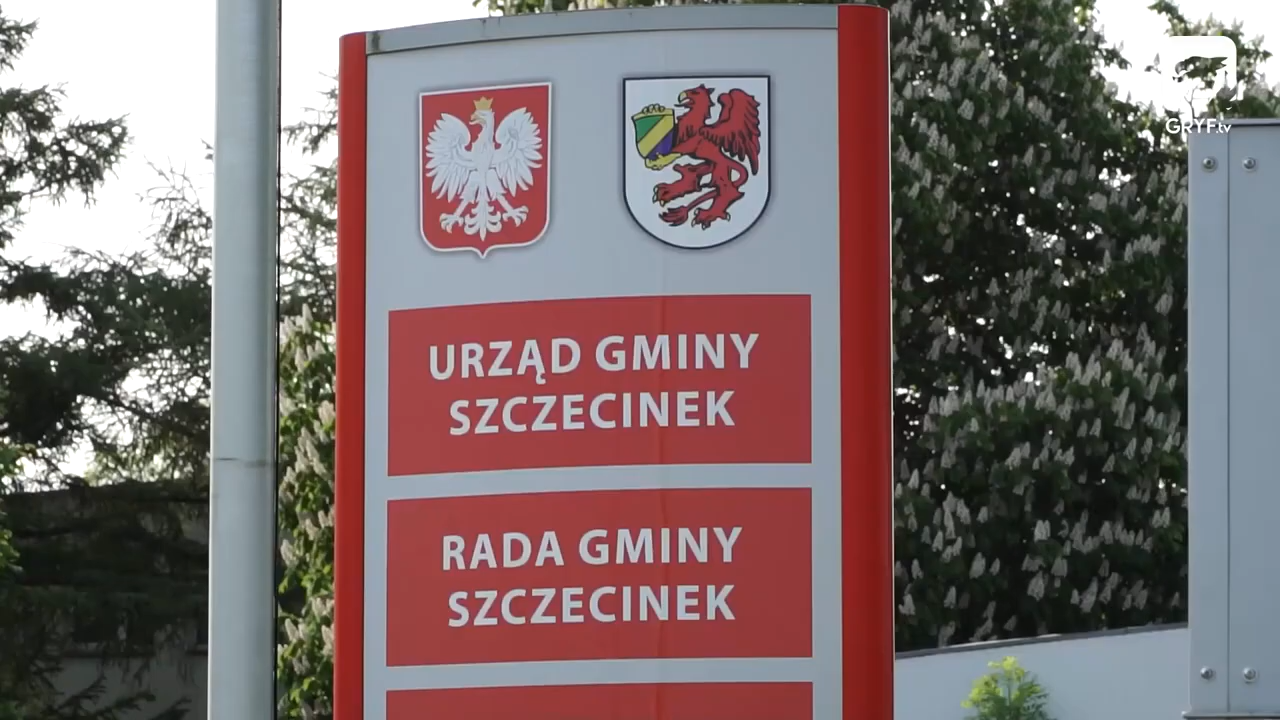 GRYF.tv
URZĄD GMINY
SZCZECINEK
RADA GMINY
SZCZECINEK